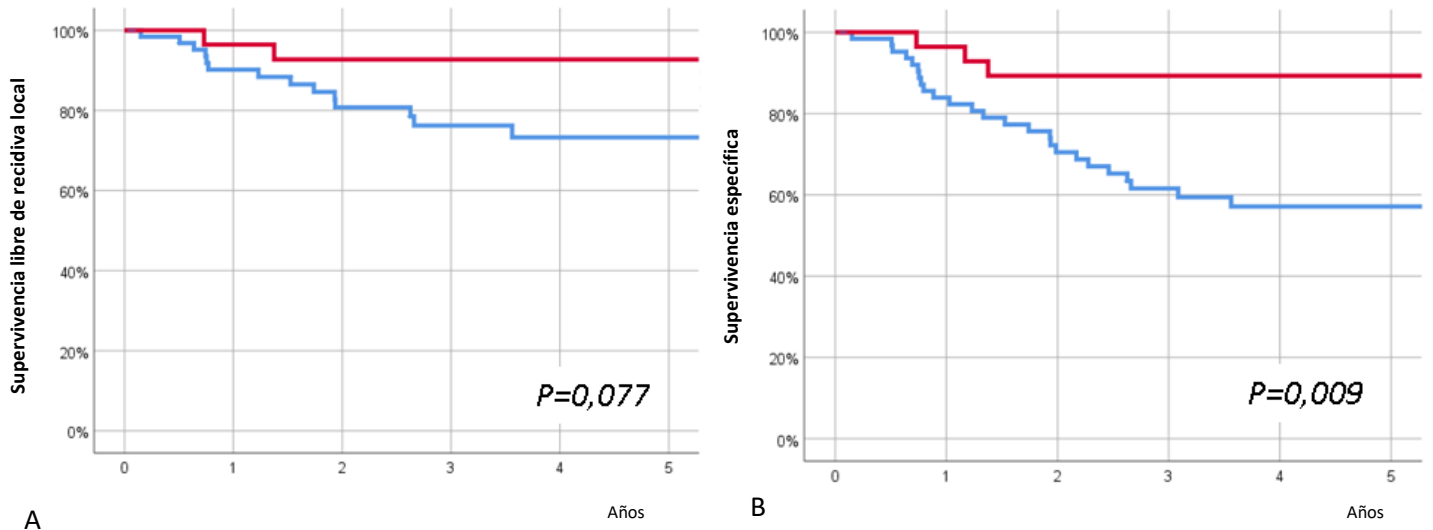 Supervivencia libre de recidiva local
100%
80%
60%
40%
20%
0%
P=0,077
0 1 2 3 4 5
Años
A
Supervivencia específica
100%
80%
60%
40%
20%
0%
P=0,009
0 1 2 3 4 5
Años
B